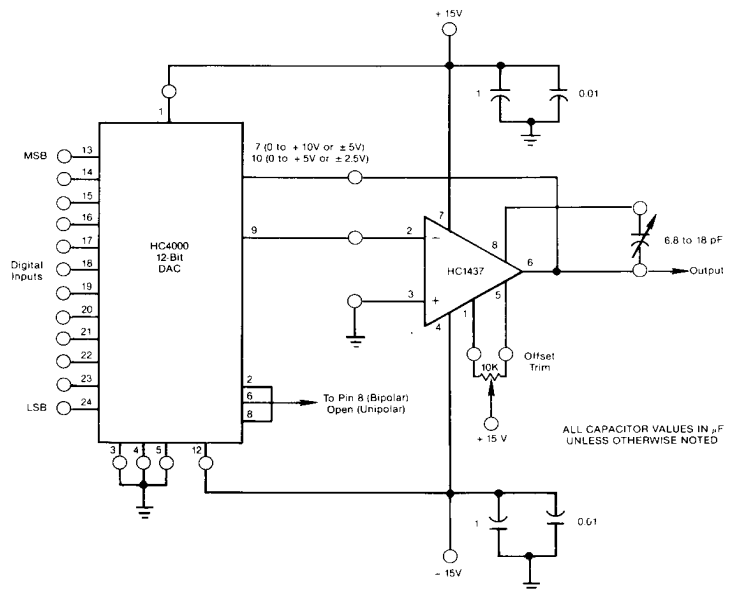 + 15V
1
0.01
1
7 (0 to + 10V or ± 5V)
10 (0 to + 5V or ± 2.5V)
MSB
13
14
15
16
17
18
19
20
21
22
23
24
Digital
Inputs
LSB
HC4000
12-Bit
DAC
9
2
6
8
3
4
5
12
To Pin 8 (Bipolar)
Open (Unipolar)
7
2
−
HC1437
3
+
4
8
6
5
1
6.8 to 18 pF
Output
10K
Offset
Trim
+ 15 V
ALL CAPACITOR VALUES IN µF
UNLESS OTHERWISE NOTED
1
0.01
− 15V